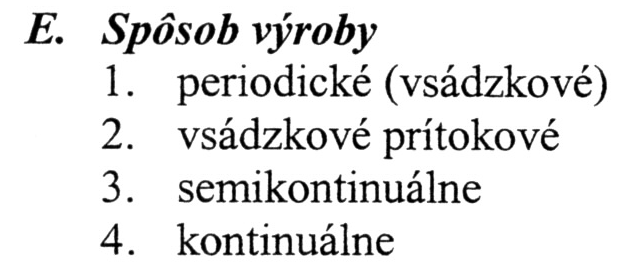 E. Spôsob výroby
1. periodické (vsádzkové)
2. vsádzkové prítokové
3. semikontinuálne
4. kontinuálne